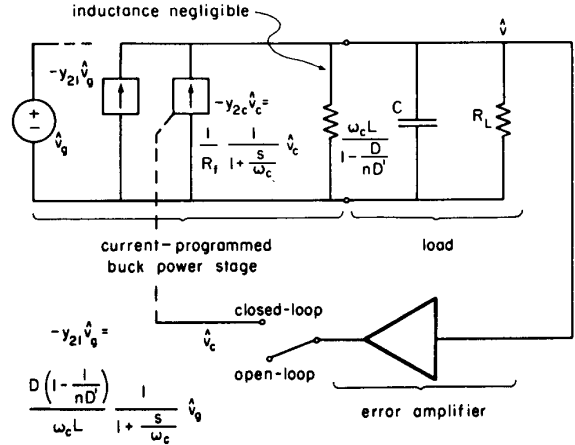 inductance negligible
v̂
-y₂₁v̂g
+
−
v̂g
-y₂cv̂c =
1/Rf 1/(1 + s/ωc) v̂c
ωcL/(1 - D/(nD'))
C
RL
current-programmed
buck power stage
load
closed-loop
v̂c
open-loop
error amplifier
-y₂₁v̂g =
D(1 - 1/(nD'))/(ωcL) 1/(1 + s/ωc) v̂g